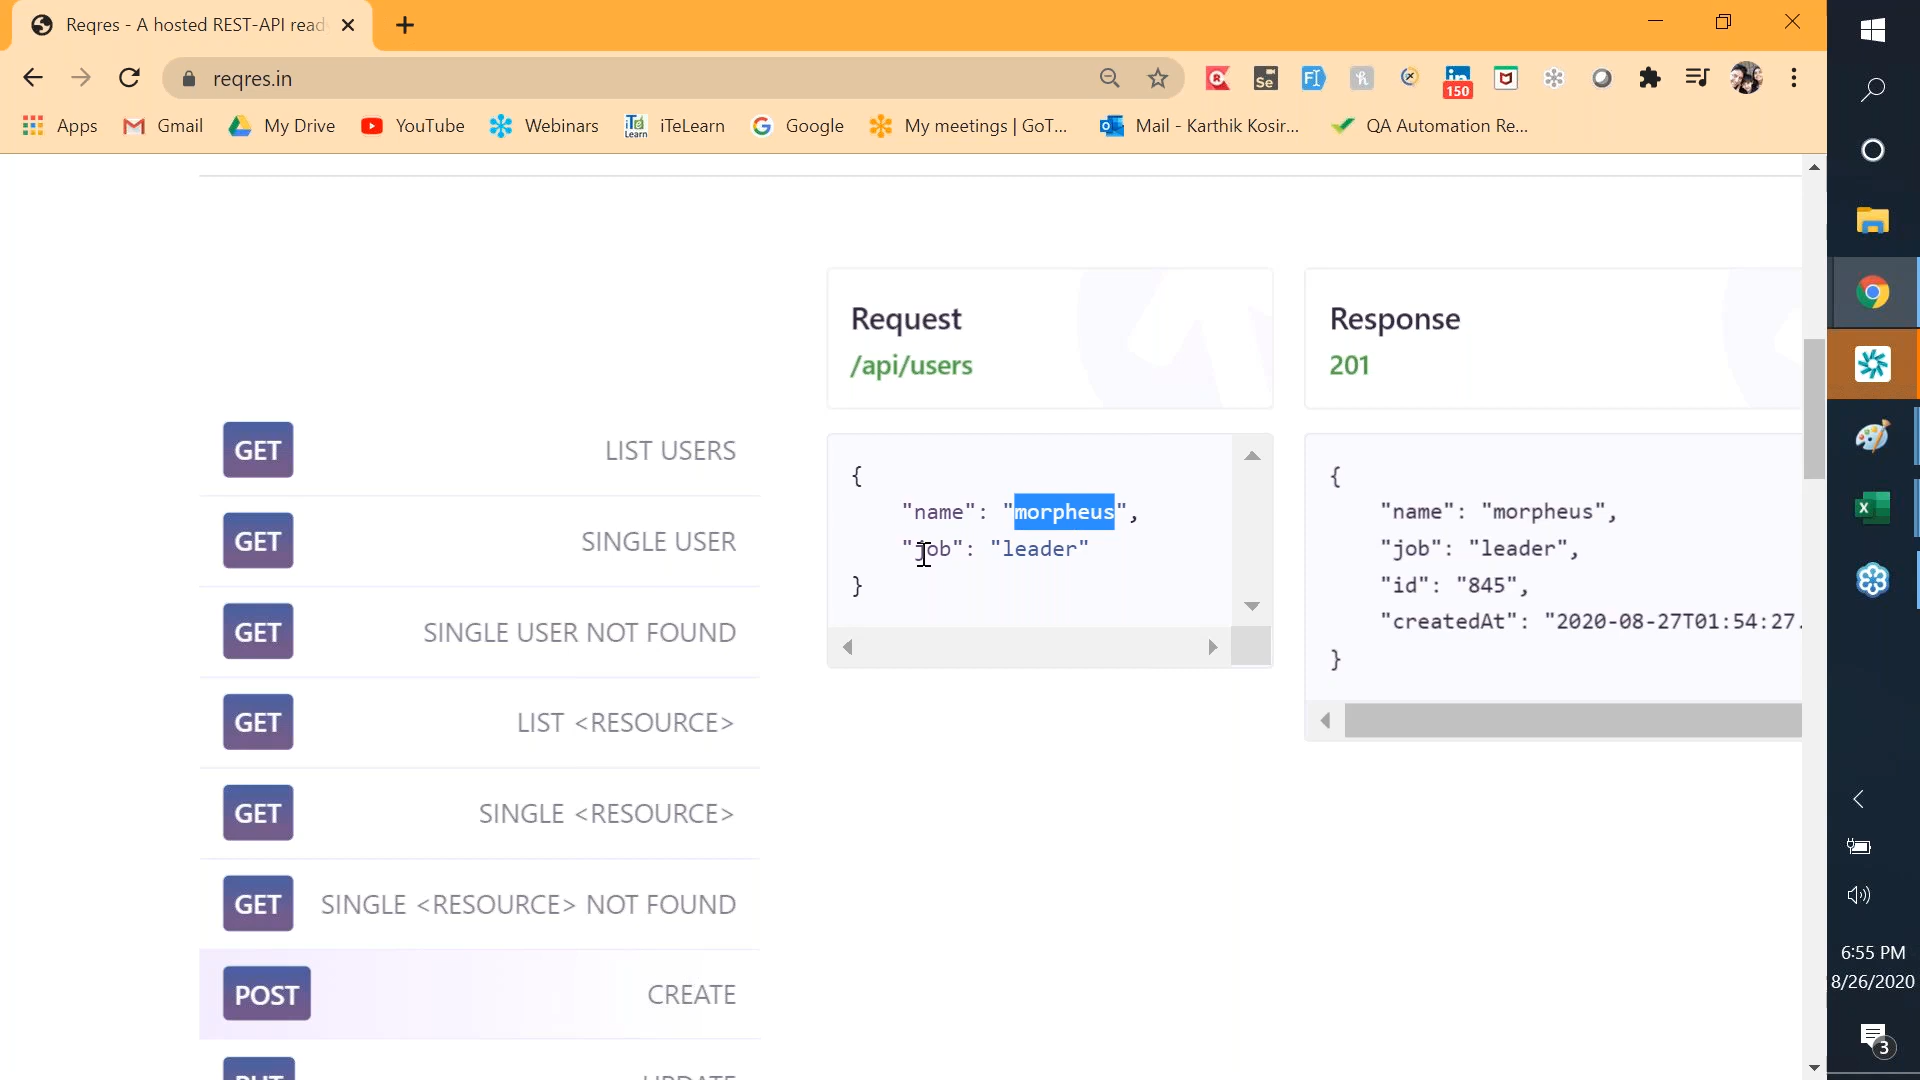 Reqres - A hosted REST-API read
reqres.in
150
Apps
Gmail
My Drive
YouTube
Webinars
iTeLearn
Google
My meetings | GoT...
Mail - Karthik Kosir...
QA Automation Re...
Request
/api/users
Response
201
{
"name": "morpheus",
"job": "leader"
}
{
"name": "morpheus",
"job": "leader",
"id": "845",
"createdAt": "2020-08-27T01:54:27.
}
GET LIST USERS
GET SINGLE USER
GET SINGLE USER NOT FOUND
GET LIST <RESOURCE>
GET SINGLE <RESOURCE>
GET SINGLE <RESOURCE> NOT FOUND
POST CREATE
PUT UPDATE
6:55 PM
8/26/2020
3